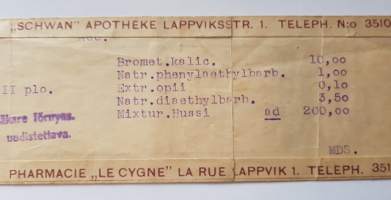 „SCHWAN” APOTHEKE LAPPVIKSSTR. 1. TELEPH. N:o 3510
Bromet.kalic. 10,00
Natr.phenylaethylbarb. 1,00
II plo. Extr.opii 0,10
Natr.diaethylbarb. 3,50
Mixtur.Hussi ad 200,00
uudistettava.
MDS.
PHARMACIE „LE CYGNE” LA RUE LAPPVIK 1. TELEPH. 351